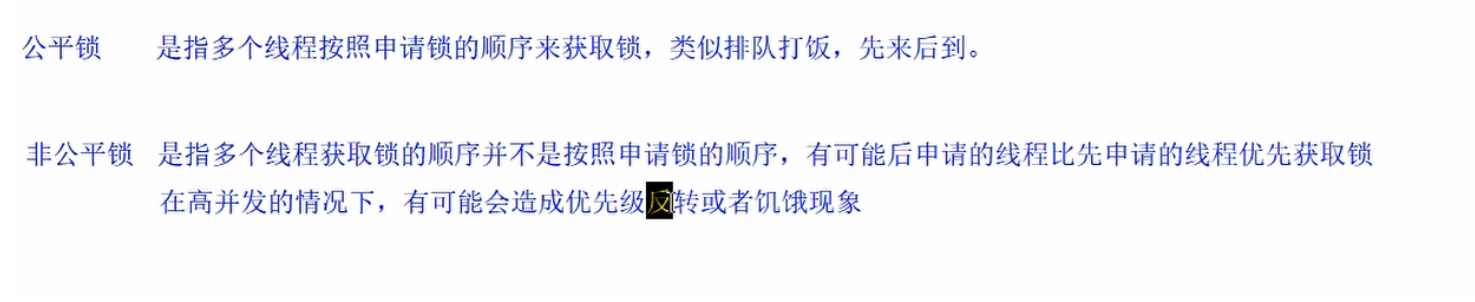 公平锁 是指多个线程按照申请锁的顺序来获取锁，类似排队打饭，先来后到。
非公平锁 是指多个线程获取锁的顺序并不是按照申请锁的顺序，有可能后申请的线程比先申请的线程优先获取锁
在高并发的情况下，有可能会造成优先级反转或者饥饿现象